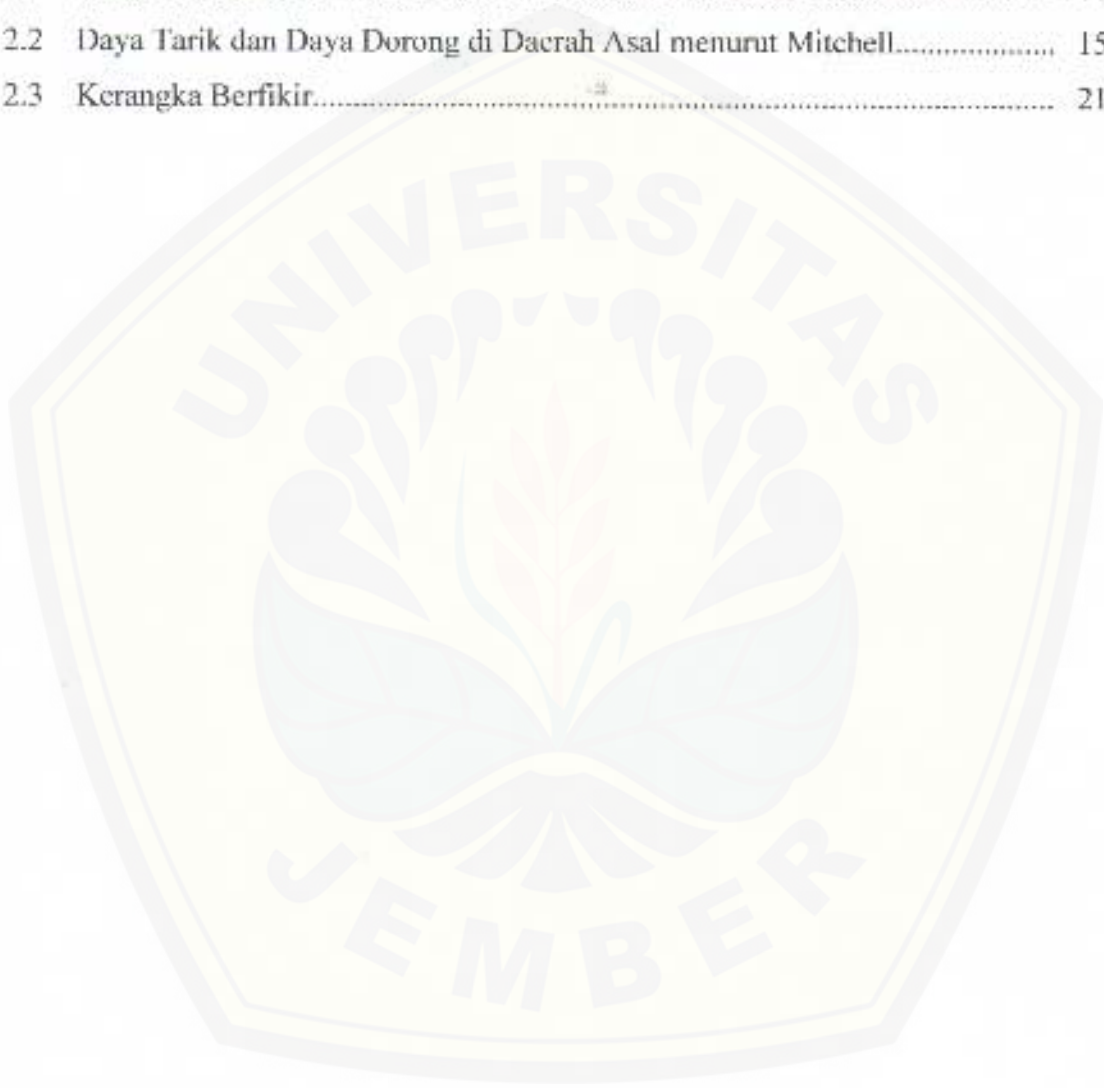 2.2 Daya Tarik dan Daya Dorong di Daerah Asal menurut Mitchell.................... 15
2.3 Kerangka Berfikir.......................................................................................... 21
UNIVERSITAS
JEMBER